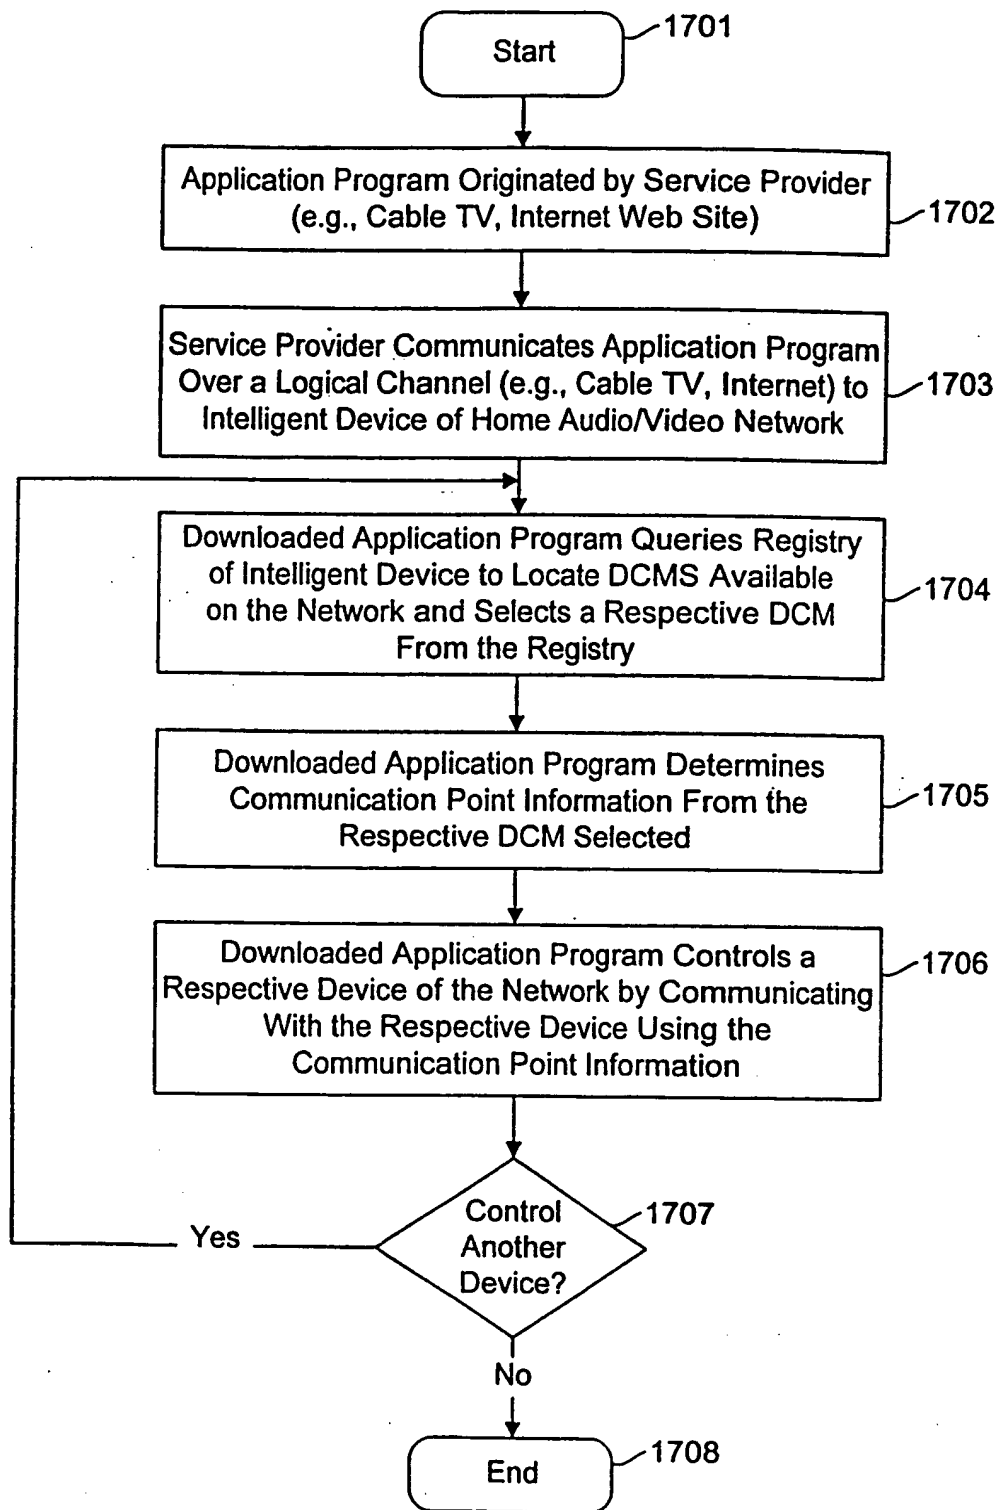 Start
1701
Application Program Originated by Service Provider
(e.g., Cable TV, Internet Web Site)
1702
Service Provider Communicates Application Program
Over a Logical Channel (e.g., Cable TV, Internet) to
Intelligent Device of Home Audio/Video Network
1703
Downloaded Application Program Queries Registry
of Intelligent Device to Locate DCMS Available
on the Network and Selects a Respective DCM
From the Registry
1704
Downloaded Application Program Determines
Communication Point Information From the
Respective DCM Selected
1705
Downloaded Application Program Controls a
Respective Device of the Network by Communicating
With the Respective Device Using the
Communication Point Information
1706
Control
Another
Device?
1707
Yes
No
End
1708